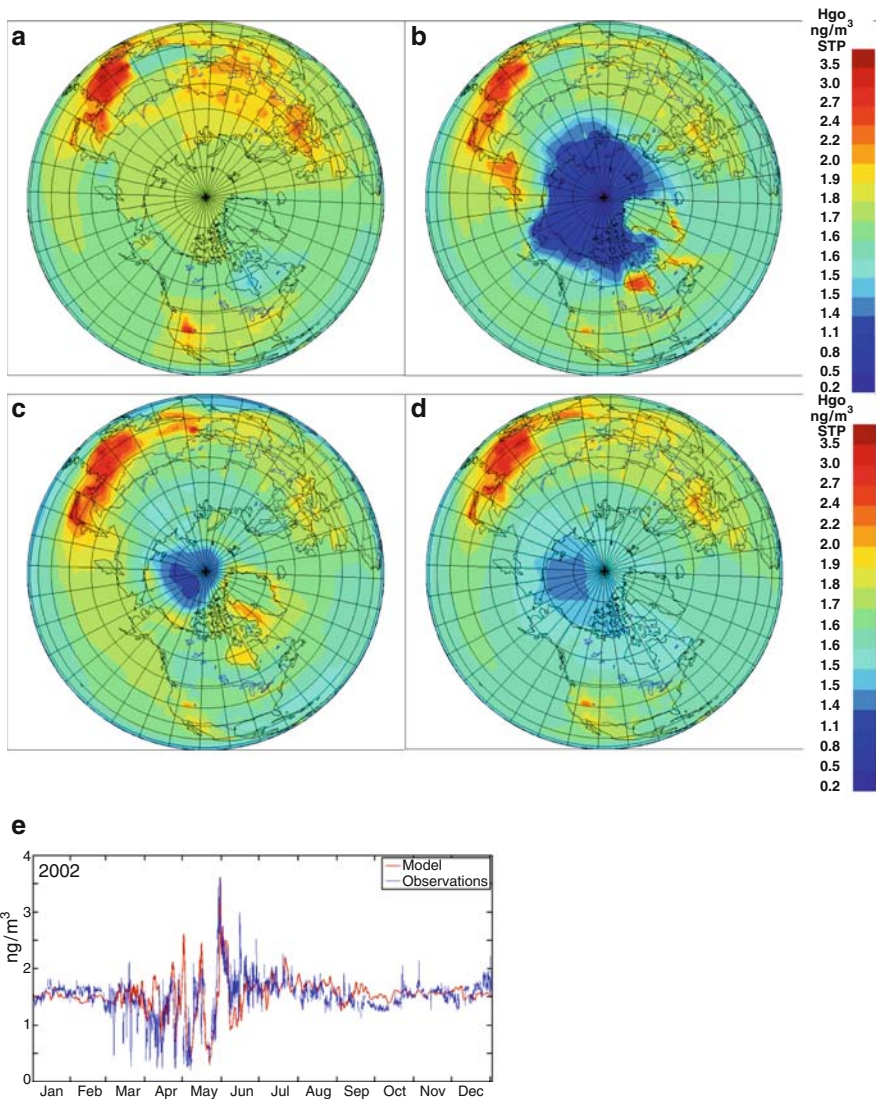 a
b
Hgo
ng/m3
STP
3.5
3.0
2.7
2.4
2.2
2.0
1.9
1.8
1.7
1.6
1.6
1.5
1.5
1.4
1.1
0.8
0.5
0.2
c
d
Hgo
ng/m3
STP
3.5
3.0
2.7
2.4
2.2
2.0
1.9
1.8
1.7
1.6
1.6
1.5
1.5
1.4
1.1
0.8
0.5
0.2
e
2002
Model
Observations
ng/m3
4
3
2
1
0
Jan Feb Mar Apr May Jun Jul Aug Sep Oct Nov Dec